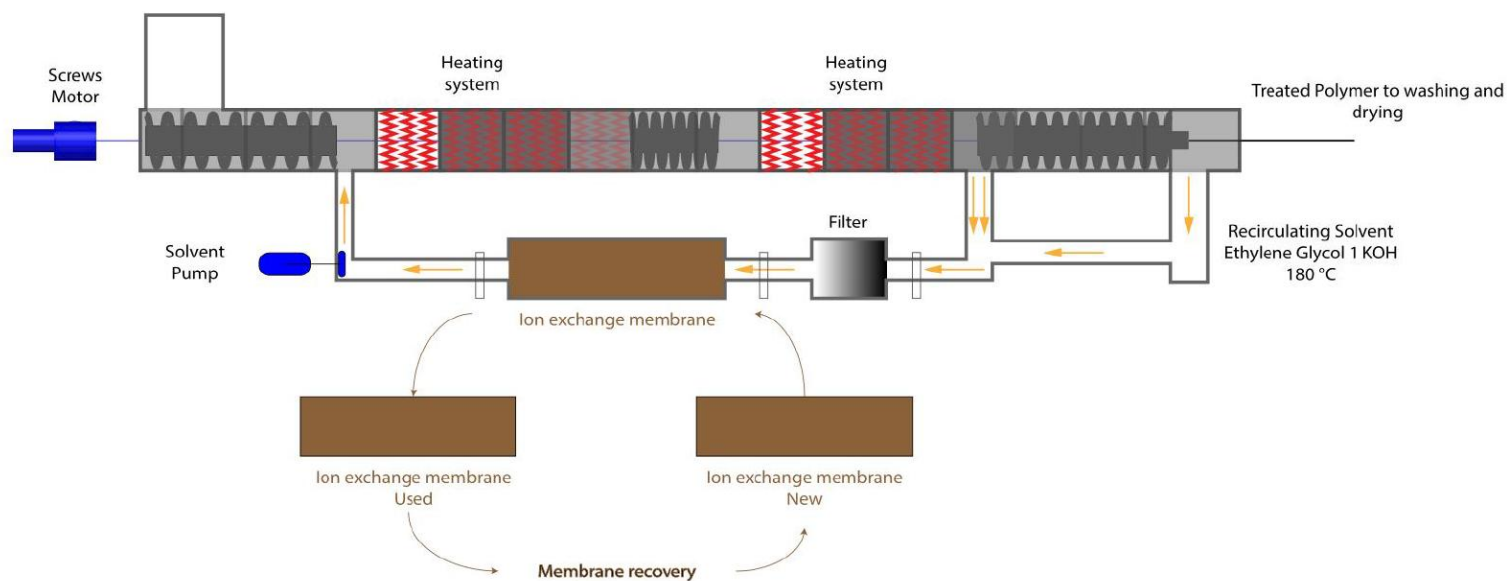 Heating
system
Heating
system
Screws
Motor
Treated Polymer to washing and
drying
Solvent
Pump
Filter
Recirculating Solvent
Ethylene Glycol 1 KOH
180 °C
Ion exchange membrane
Ion exchange membrane
Used
Ion exchange membrane
New
Membrane recovery